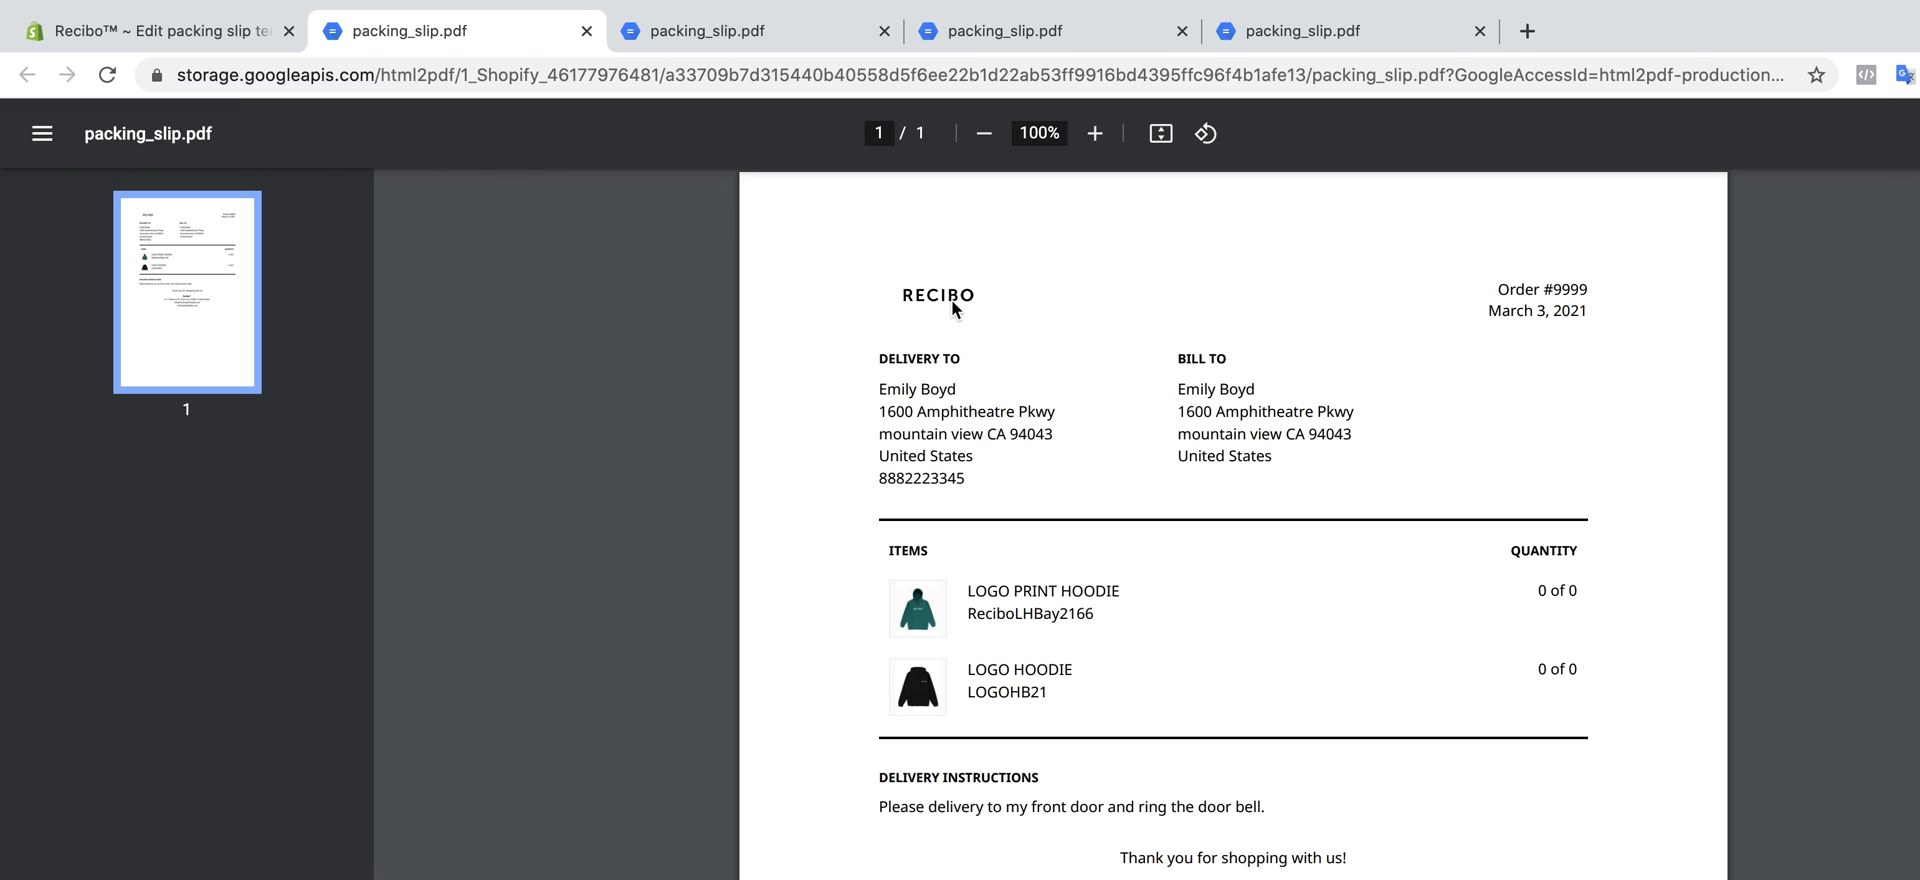 Recibo™ ~ Edit packing slip te
packing_slip.pdf
packing_slip.pdf
packing_slip.pdf
packing_slip.pdf
storage.googleapis.com/html2pdf/1_Shopify_46177976481/a33709b7d315440b40558d5f6ee22b1d22ab53ff9916bd4395ffc96f4b1afe13/packing_slip.pdf?GoogleAccessId=html2pdf-production...
packing_slip.pdf
1 / 1
100%
1
RECIBO
Order #9999
March 3, 2021
DELIVERY TO
Emily Boyd
1600 Amphitheatre Pkwy
mountain view CA 94043
United States
8882223345
BILL TO
Emily Boyd
1600 Amphitheatre Pkwy
mountain view CA 94043
United States
ITEMS
QUANTITY
LOGO PRINT HOODIE
ReciboLHBay2166
0 of 0
LOGO HOODIE
LOGOHB21
0 of 0
DELIVERY INSTRUCTIONS
Please delivery to my front door and ring the door bell.
Thank you for shopping with us!